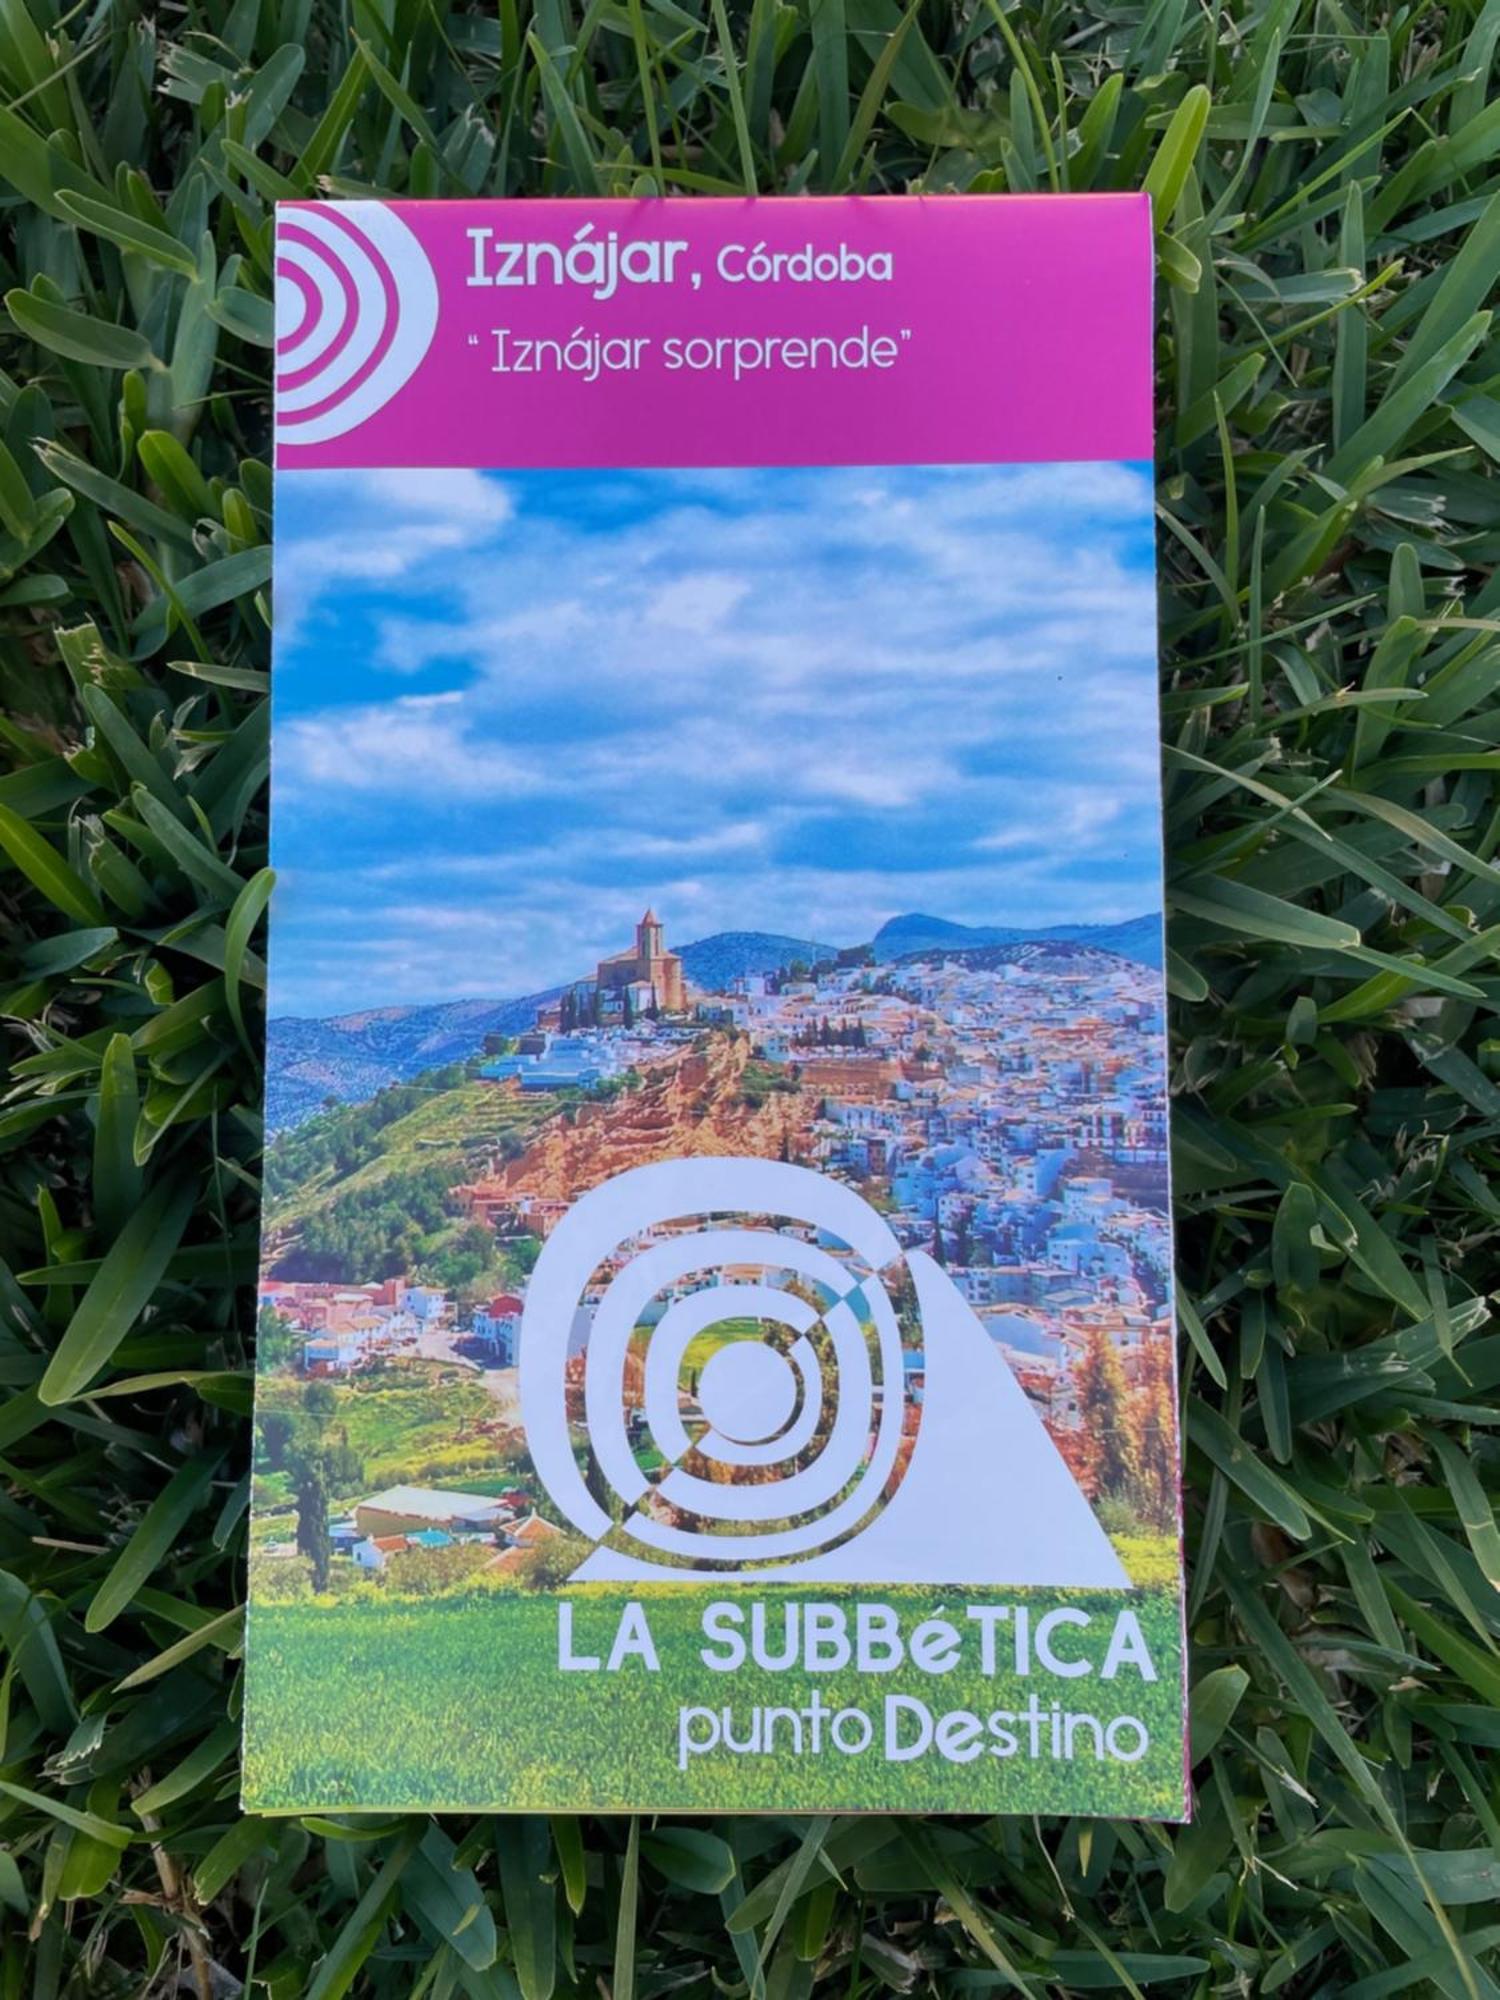 Iznájar, Córdoba
“ Iznájar sorprende”
LA SUBBéTICA
punto Destino